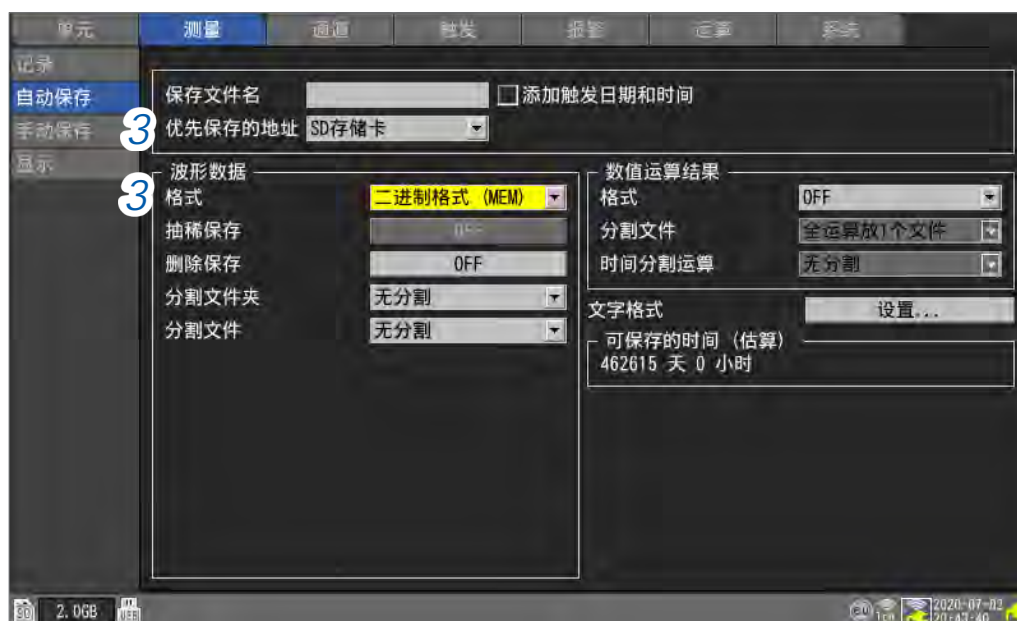 单元 测量 通道 触发 报警 运算 系统
记录
自动保存
手动保存
显示
保存文件名 添加触发日期和时间
3 优先保存的地址 SD存储卡
波形数据
3 格式 二进制格式 (MEM)
抽稀保存 OFF
删除保存 OFF
分割文件夹 无分割
分割文件 无分割
数值运算结果
格式 OFF
分割文件 全运算放1个文件
时间分割运算 无分割
文字格式 设置...
可保存的时间 (估算)
462615 天 0 小时
SD 2.0GB USB
2020-07-02
20:43:40